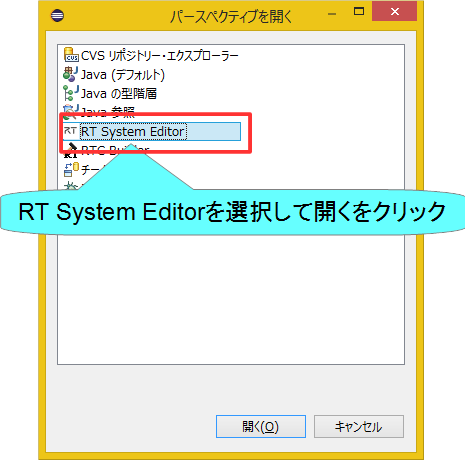 パースペクティブを開く
CVS リポジトリー・エクスプローラー
Java (デフォルト)
Java の型階層
Java 参照
RT System Editor
RT System Editorを選択して開くをクリック
開く(O)
キャンセル